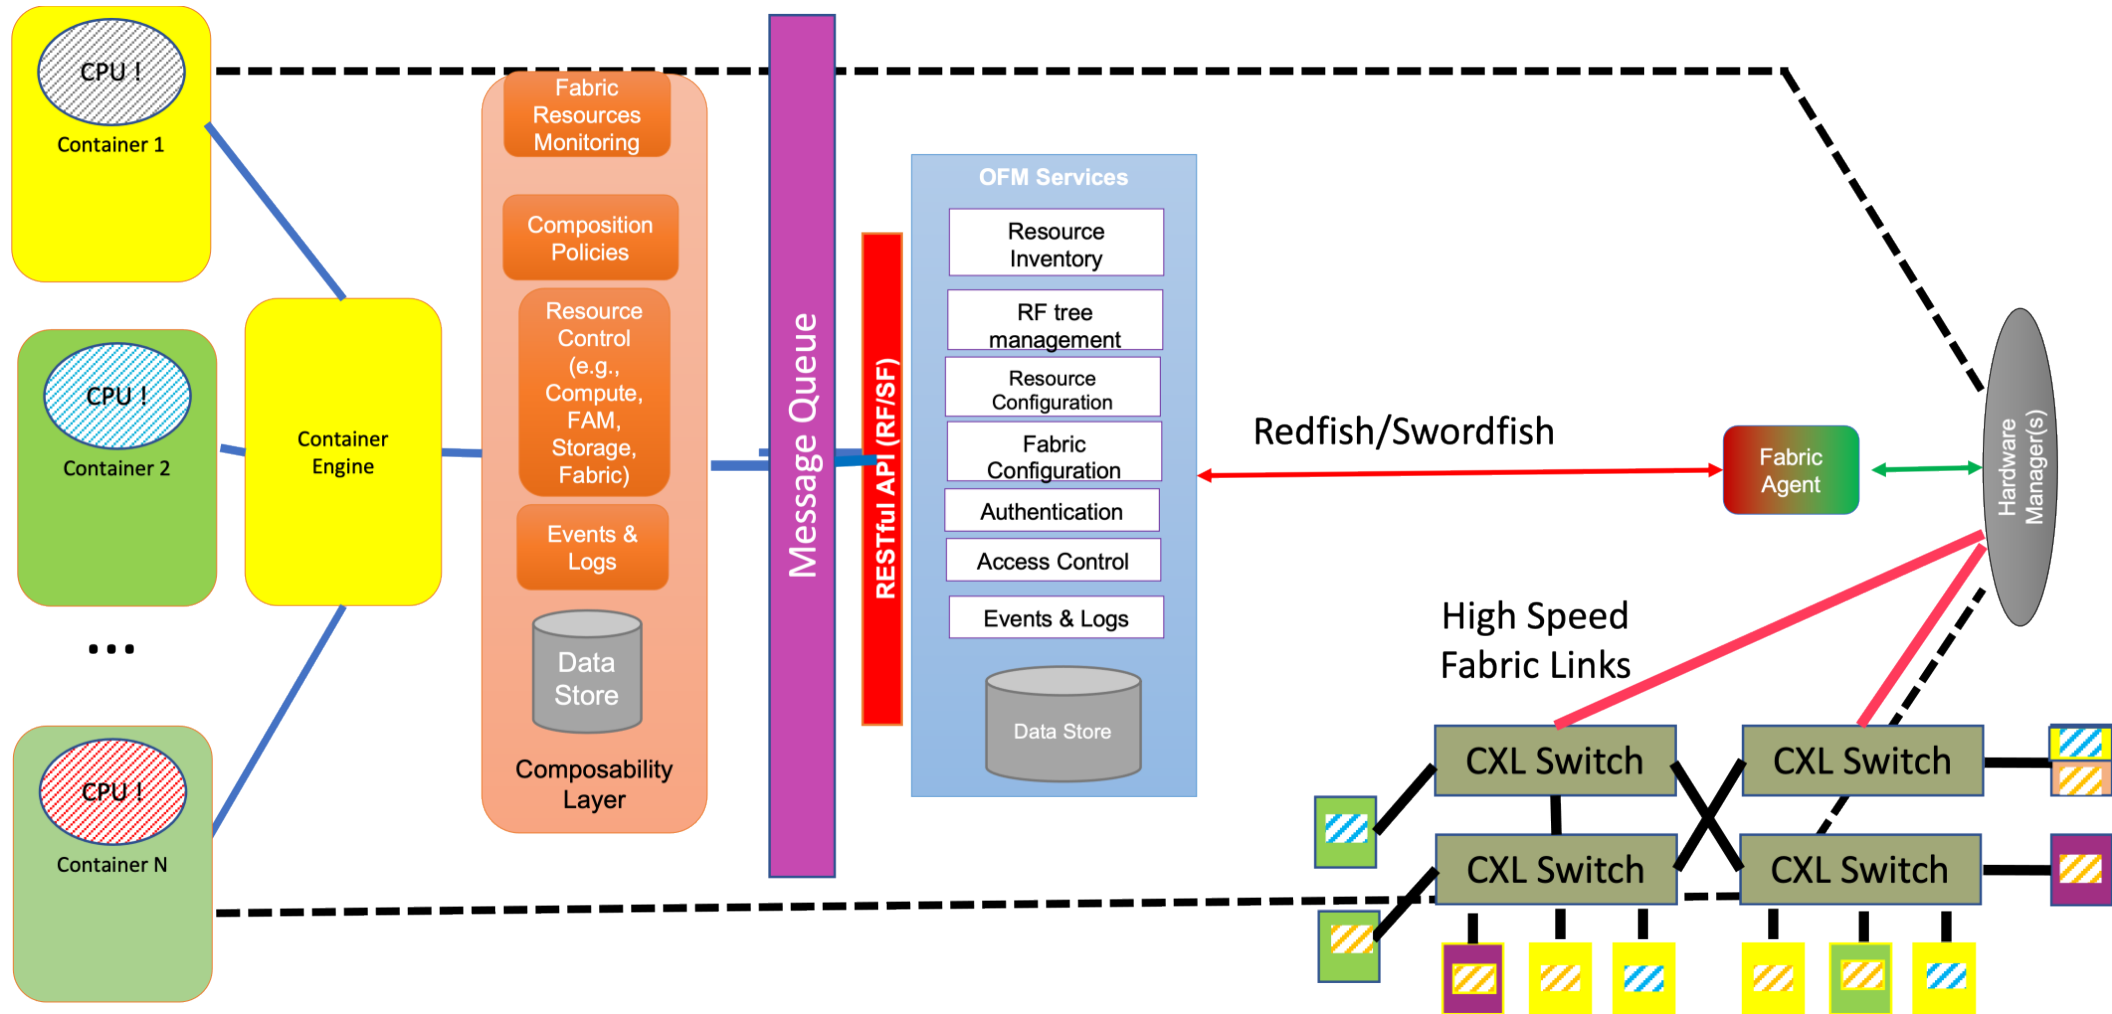 CPU !
Container 1
CPU !
Container 2
...
CPU !
Container N
Container
Engine
Fabric
Resources
Monitoring
Composition
Policies
Resource
Control
(e.g.,
Compute,
FAM,
Storage,
Fabric)
Events &
Logs
Data
Store
Composability
Layer
Message Queue
RESTful API (RF/SF)
OFM Services
Resource
Inventory
RF tree
management
Resource
Configuration
Fabric
Configuration
Authentication
Access Control
Events & Logs
Data Store
Redfish/Swordfish
Fabric
Agent
Hardware
Manager(s)
High Speed
Fabric Links
CXL Switch
CXL Switch
CXL Switch
CXL Switch